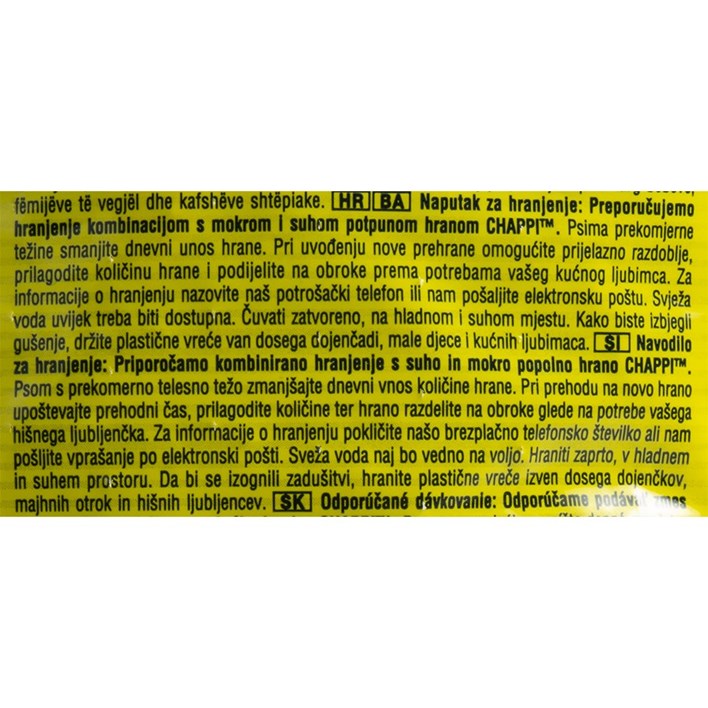 fëmijëve të vegjël dhe kafshëve shtëpiake. HR BA Naputak za hranjenje: Preporučujemo
hranjenje kombinacijom s mokrom i suhom potpunom hranom CHAPPI™. Psima prekomjerne
težine smanjite dnevni unos hrane. Pri uvođenju nove prehrane omogućite prijelazno razdoblje,
prilagodite količinu hrane i podijelite na obroke prema potrebama vašeg kućnog ljubimca. Za
informacije o hranjenju nazovite naš potrošački telefon ili nam pošaljite elektronsku poštu. Svježa
voda uvijek treba biti dostupna. Čuvati zatvoreno, na hladnom i suhom mjestu. Kako biste izbjegli
gušenje, držite plastične vreće van dosega dojenčadi, male djece i kućnih ljubimaca. SI Navodilo
za hranjenje: Priporočamo kombinirano hranjenje s suho in mokro popolno hrano CHAPPI™.
Psom s prekomerno telesno težo zmanjšajte dnevni vnos količine hrane. Pri prehodu na novo hrano
upoštevajte prehodni čas, prilagodite količine ter hrano razdelite na obroke glede na potrebe vašega
hišnega ljubljenčka. Za informacije o hranjenju pokličite našo brezplačno telefonsko številko ali nam
pošljite vprašanje po elektronski pošti. Sveža voda naj bo vedno na voljo. Hraniti zaprto, v hladnem
in suhem prostoru. Da bi se izognili zadušitvi, hranite plastične vreče izven dosega dojenčkov,
majhnih otrok in hišnih ljubljencev. SK Odporúčané dávkovanie: Odporúčame podávať zmes